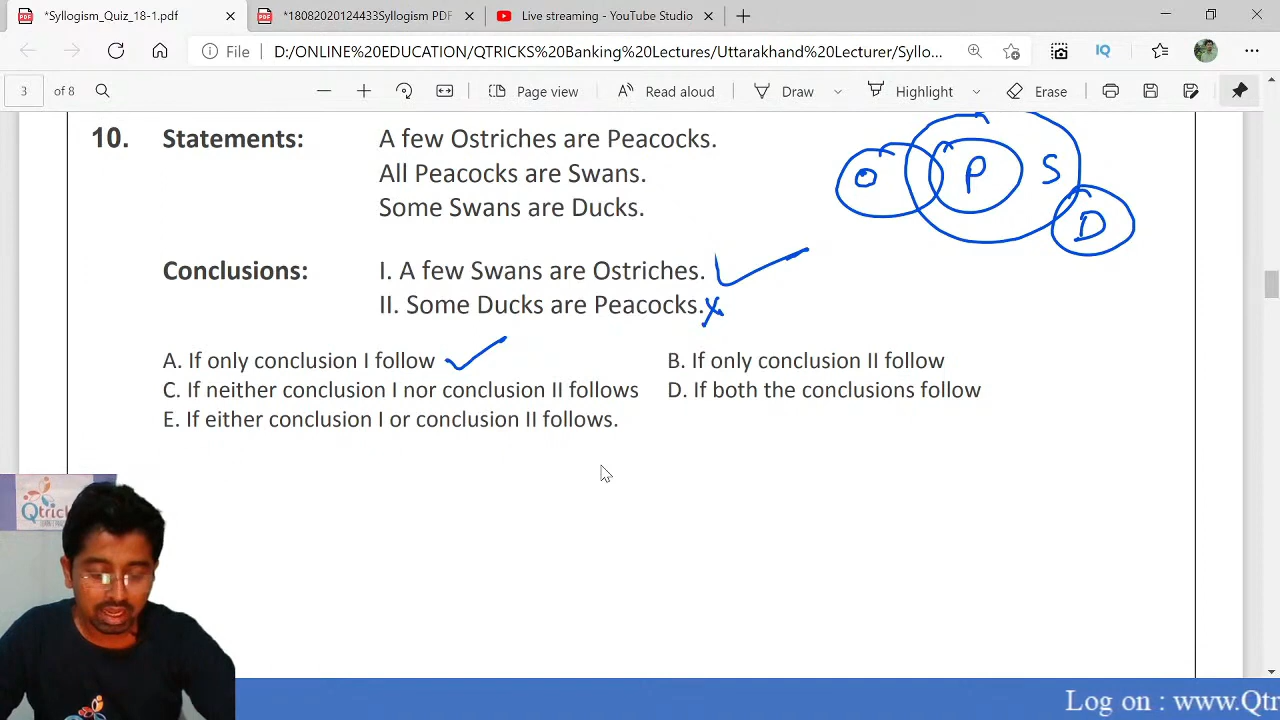 *Syllogism_Quiz_18-1.pdf
*18082020124433Syllogism PDF
Live streaming - YouTube Studio
File
D:/ONLINE%20EDUCATION/QTRICKS%20Banking%20Lectures/Uttarakhand%20Lecturer/Syllo...
IQ
3 of 8
Page view
Read aloud
Draw
Highlight
Erase
10. Statements: A few Ostriches are Peacocks.
All Peacocks are Swans.
Some Swans are Ducks.
O P S D
Conclusions: I. A few Swans are Ostriches.
II. Some Ducks are Peacocks.
A. If only conclusion I follow B. If only conclusion II follow
C. If neither conclusion I nor conclusion II follows D. If both the conclusions follow
E. If either conclusion I or conclusion II follows.
Qtrick
Log on : www.Qtr